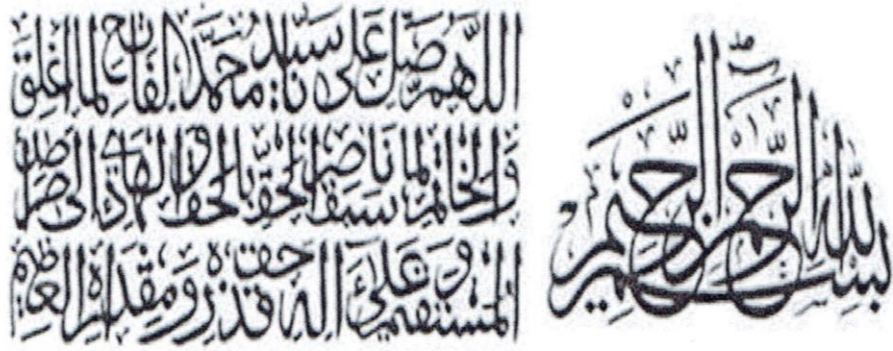 بسم الله الرحمن الرحيم
اللهم صل على سيدنا محمد الفاتح لما اغلق
والخاتم لما سبق ناصر الحق بالحق والهادي الى صراط
المستقيم وعلى اله حق قدره ومقداره العظيم